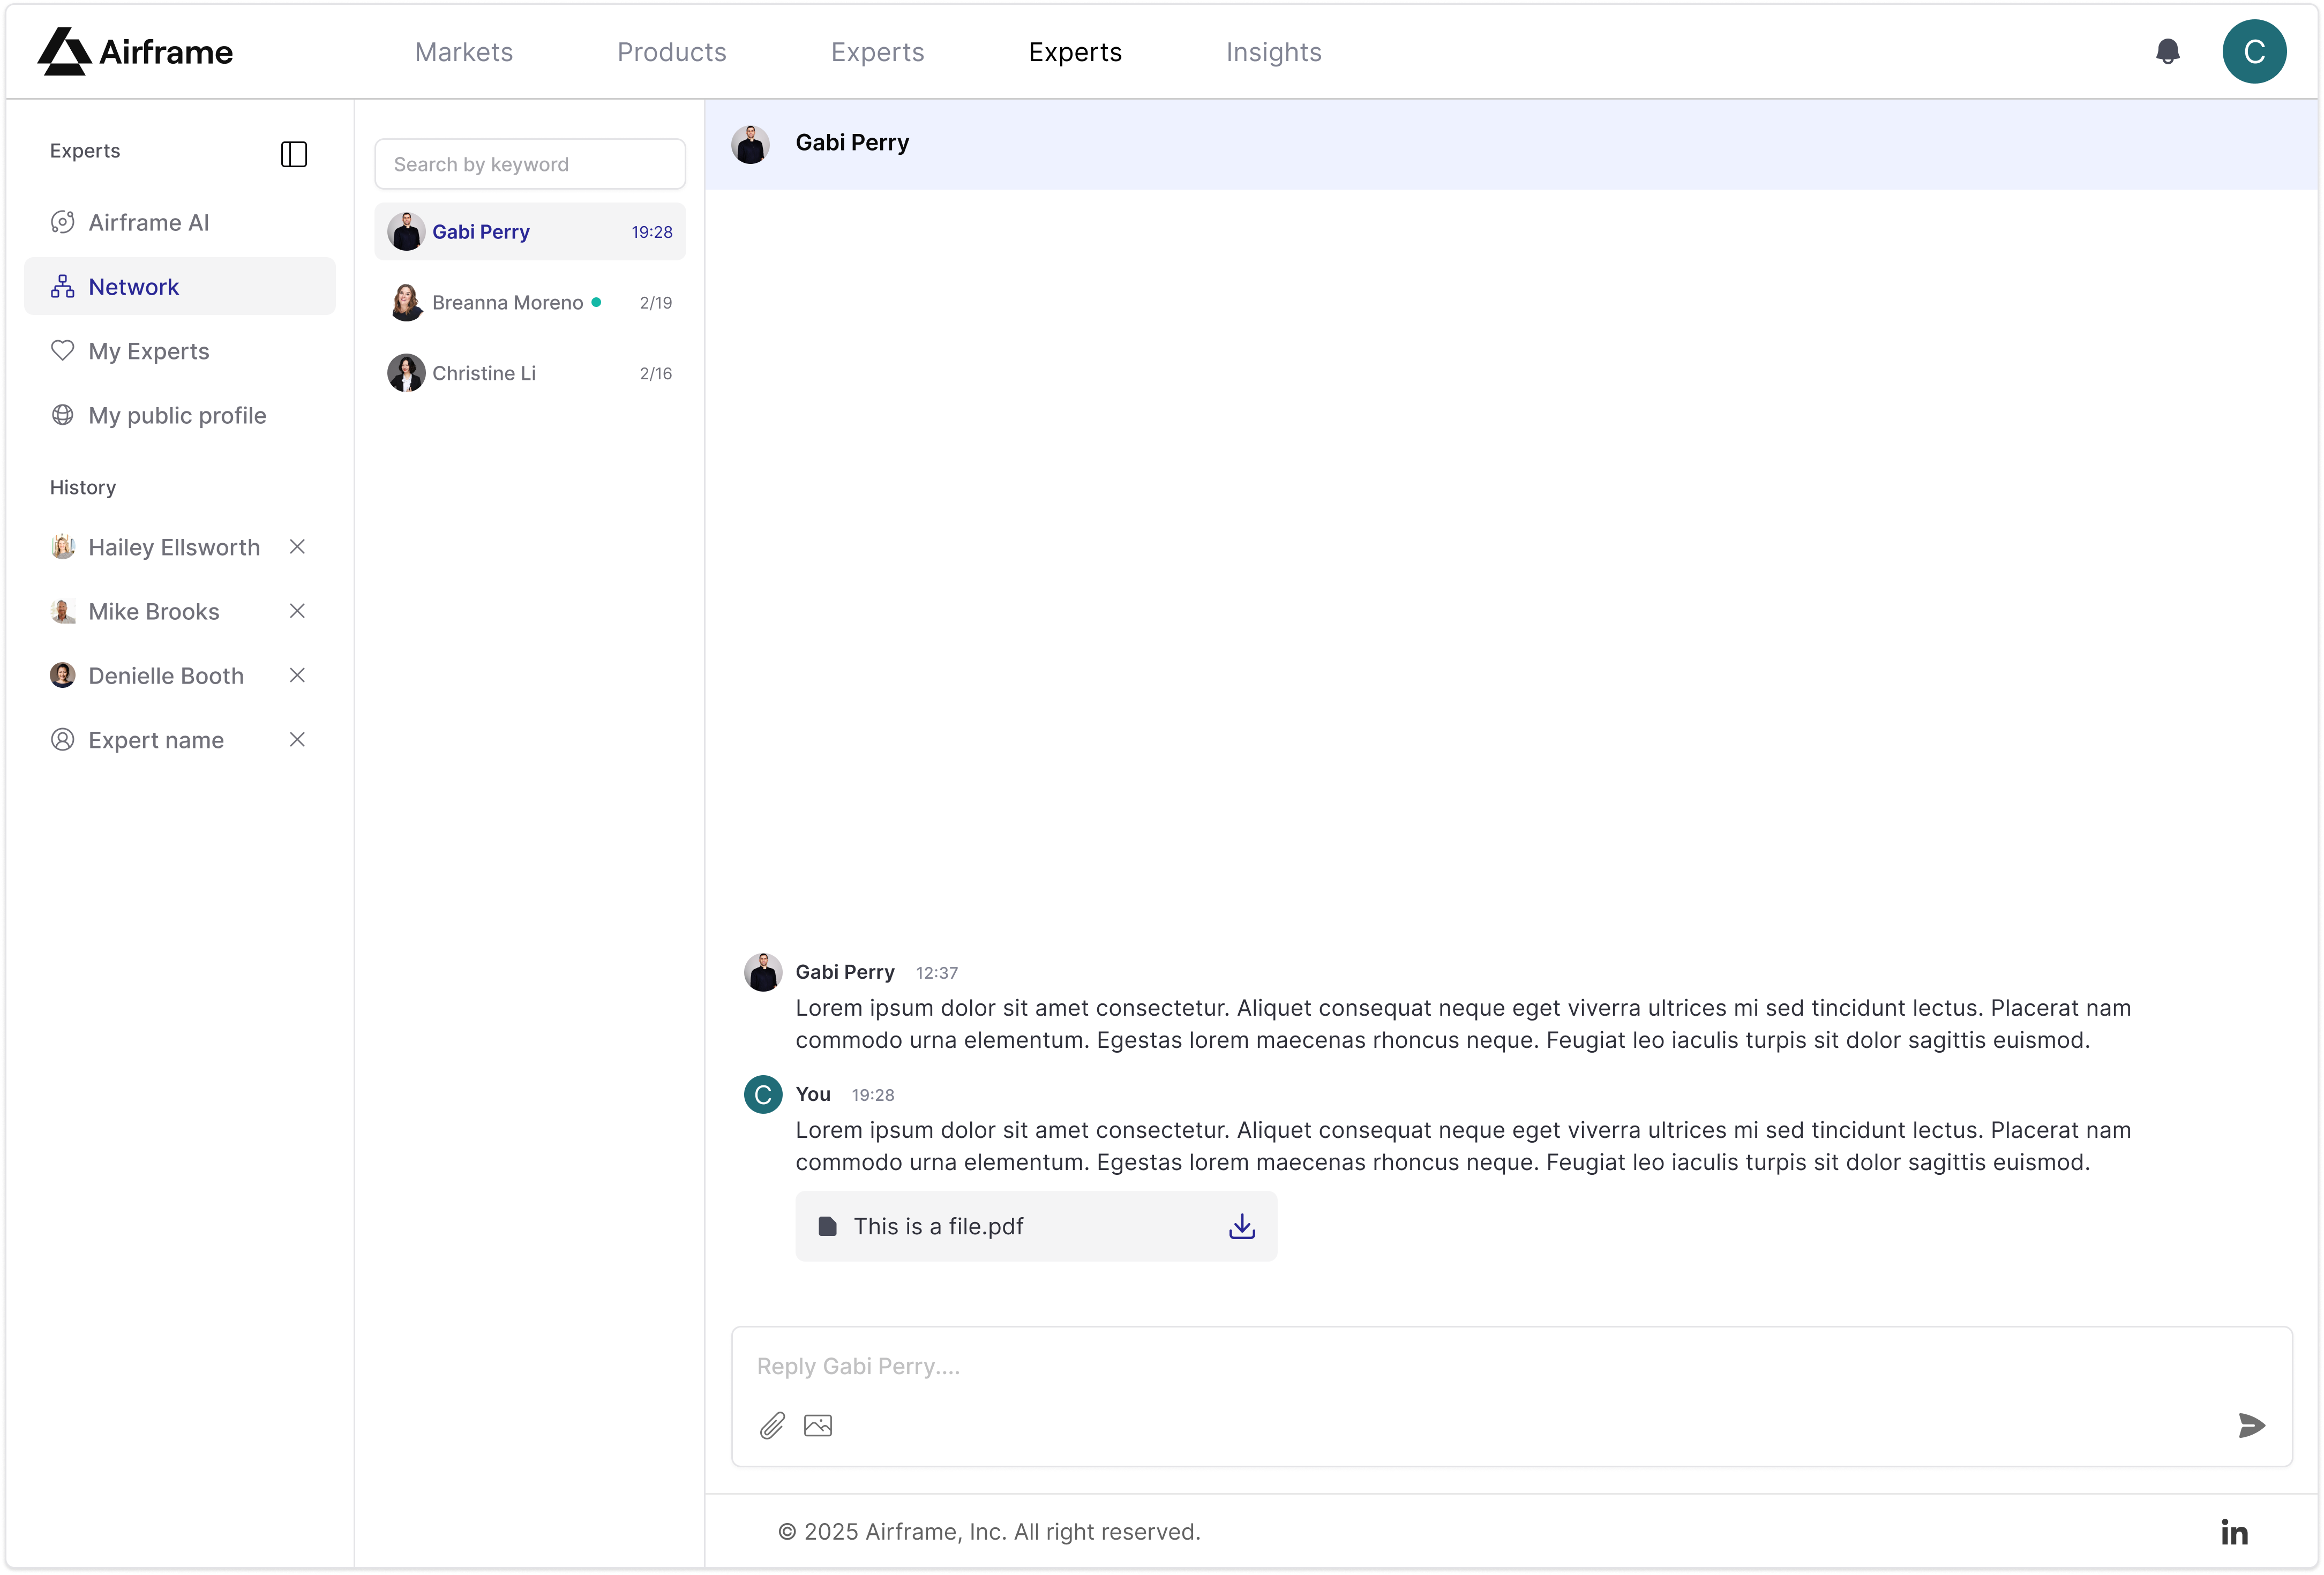 Airframe
Markets
Products
Experts
Experts
Insights
C
Experts
Airframe AI
Network
My Experts
My public profile
History
Hailey Ellsworth
Mike Brooks
Denielle Booth
Expert name
Search by keyword
Gabi Perry 19:28
Breanna Moreno 2/19
Christine Li 2/16
Gabi Perry
Gabi Perry 12:37
Lorem ipsum dolor sit amet consectetur. Aliquet consequat neque eget viverra ultrices mi sed tincidunt lectus. Placerat nam
commodo urna elementum. Egestas lorem maecenas rhoncus neque. Feugiat leo iaculis turpis sit dolor sagittis euismod.
C
You 19:28
Lorem ipsum dolor sit amet consectetur. Aliquet consequat neque eget viverra ultrices mi sed tincidunt lectus. Placerat nam
commodo urna elementum. Egestas lorem maecenas rhoncus neque. Feugiat leo iaculis turpis sit dolor sagittis euismod.
This is a file.pdf
Reply Gabi Perry....
© 2025 Airframe, Inc. All right reserved.
in